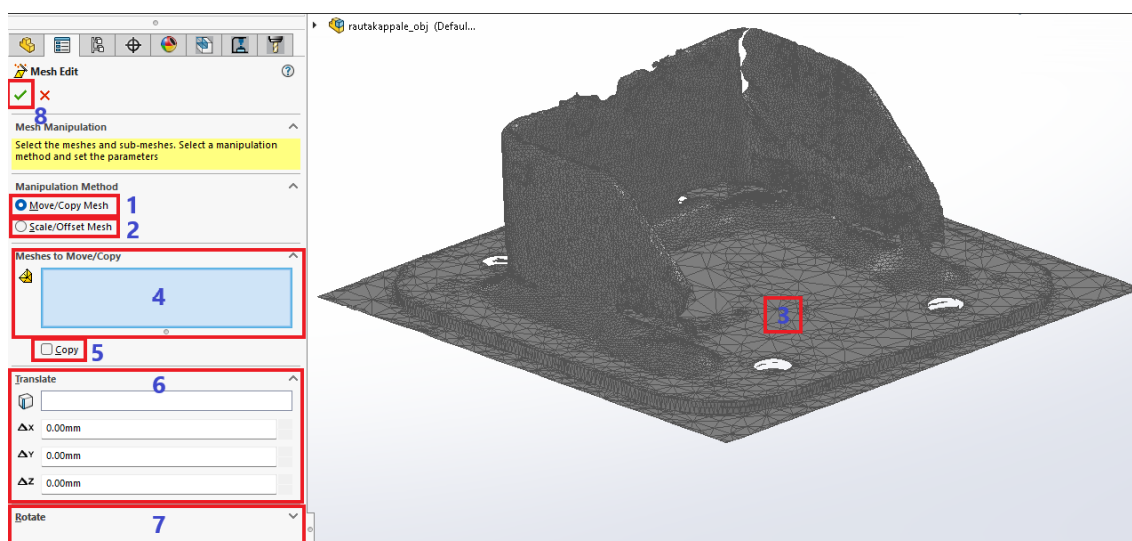 rautakappale_obj (Defaul...
Mesh Edit
8
Mesh Manipulation
Select the meshes and sub-meshes. Select a manipulation
method and set the parameters
Manipulation Method
Move/Copy Mesh 1
Scale/Offset Mesh 2
Meshes to Move/Copy
4
3
Copy 5
Translate 6
ΔX 0.00mm
ΔY 0.00mm
ΔZ 0.00mm
Rotate 7